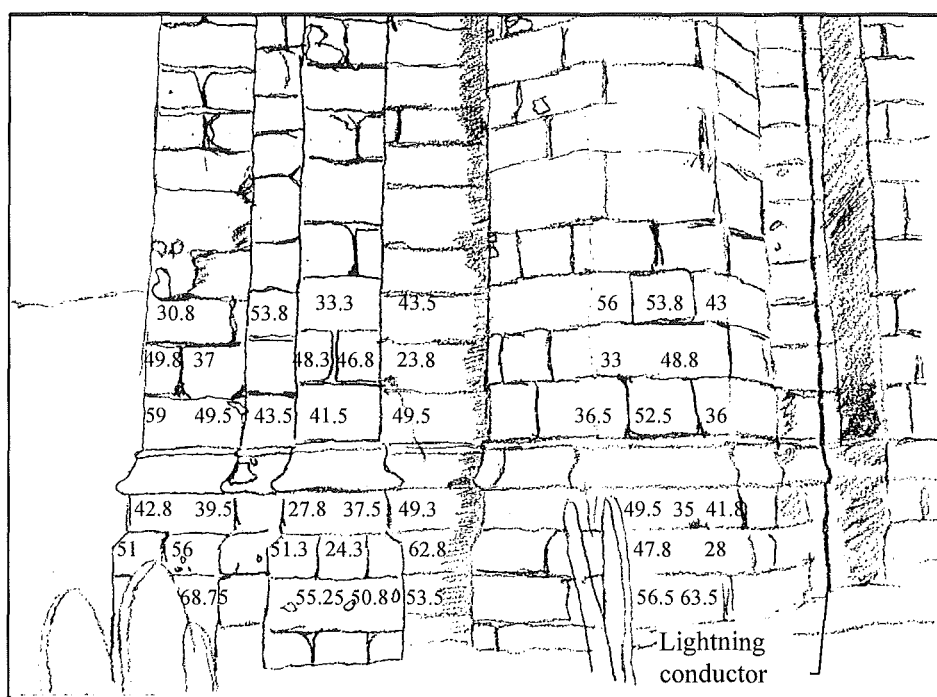 30.8 53.8 33.3 43.5 56 53.8 43
49.8 37 48.3 46.8 23.8 33 48.8
59 49.5 43.5 41.5 49.5 36.5 52.5 36
42.8 39.5 27.8 37.5 49.3 49.5 35 41.8
51 56 51.3 24.3 62.8 47.8 28
68.75 55.25 50.8 53.5 56.5 63.5
Lightning
conductor